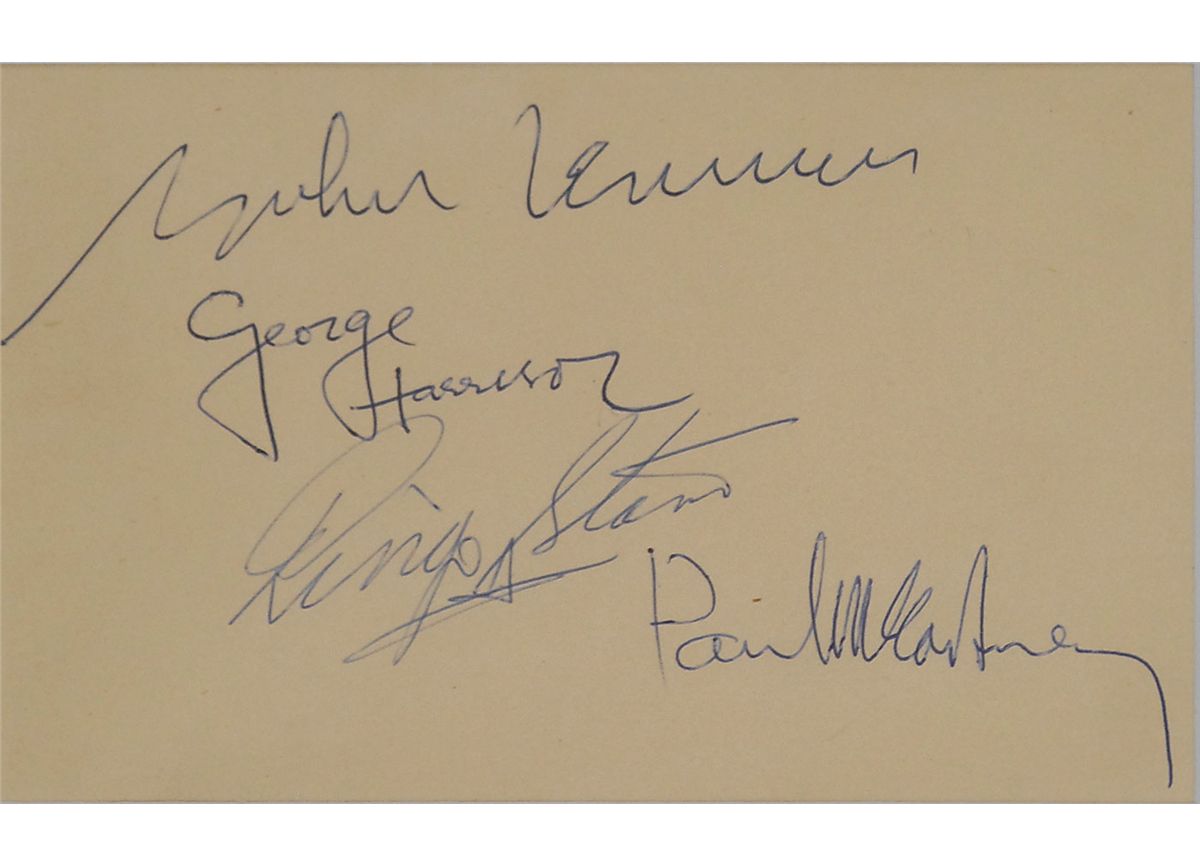 John Lennon
George
Harrison
Ringo Starr
Paul McCartney